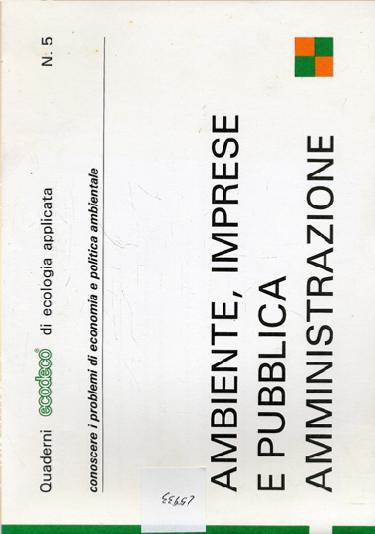 Quaderni ecodeco® di ecologia applicata N. 5
conoscere i problemi di economia e politica ambientale
AMBIENTE, IMPRESE
E PUBBLICA
AMMINISTRAZIONE